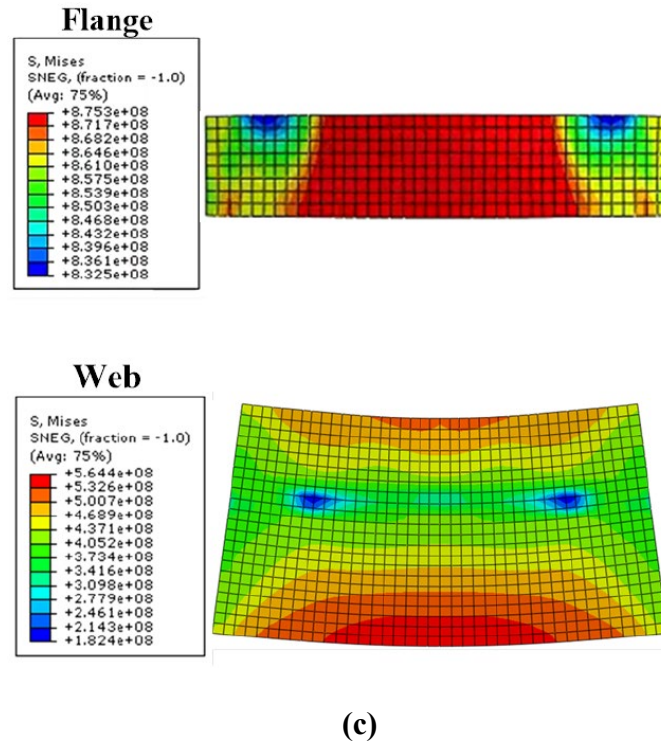 Flange
S, Mises
SNEG, (fraction = -1.0)
(Avg: 75%)
+8.753e+08
+8.717e+08
+8.682e+08
+8.646e+08
+8.610e+08
+8.575e+08
+8.539e+08
+8.503e+08
+8.468e+08
+8.432e+08
+8.396e+08
+8.361e+08
+8.325e+08
Web
S, Mises
SNEG, (fraction = -1.0)
(Avg: 75%)
+5.644e+08
+5.326e+08
+5.007e+08
+4.689e+08
+4.371e+08
+4.052e+08
+3.734e+08
+3.416e+08
+3.098e+08
+2.779e+08
+2.461e+08
+2.143e+08
+1.824e+08
(c)